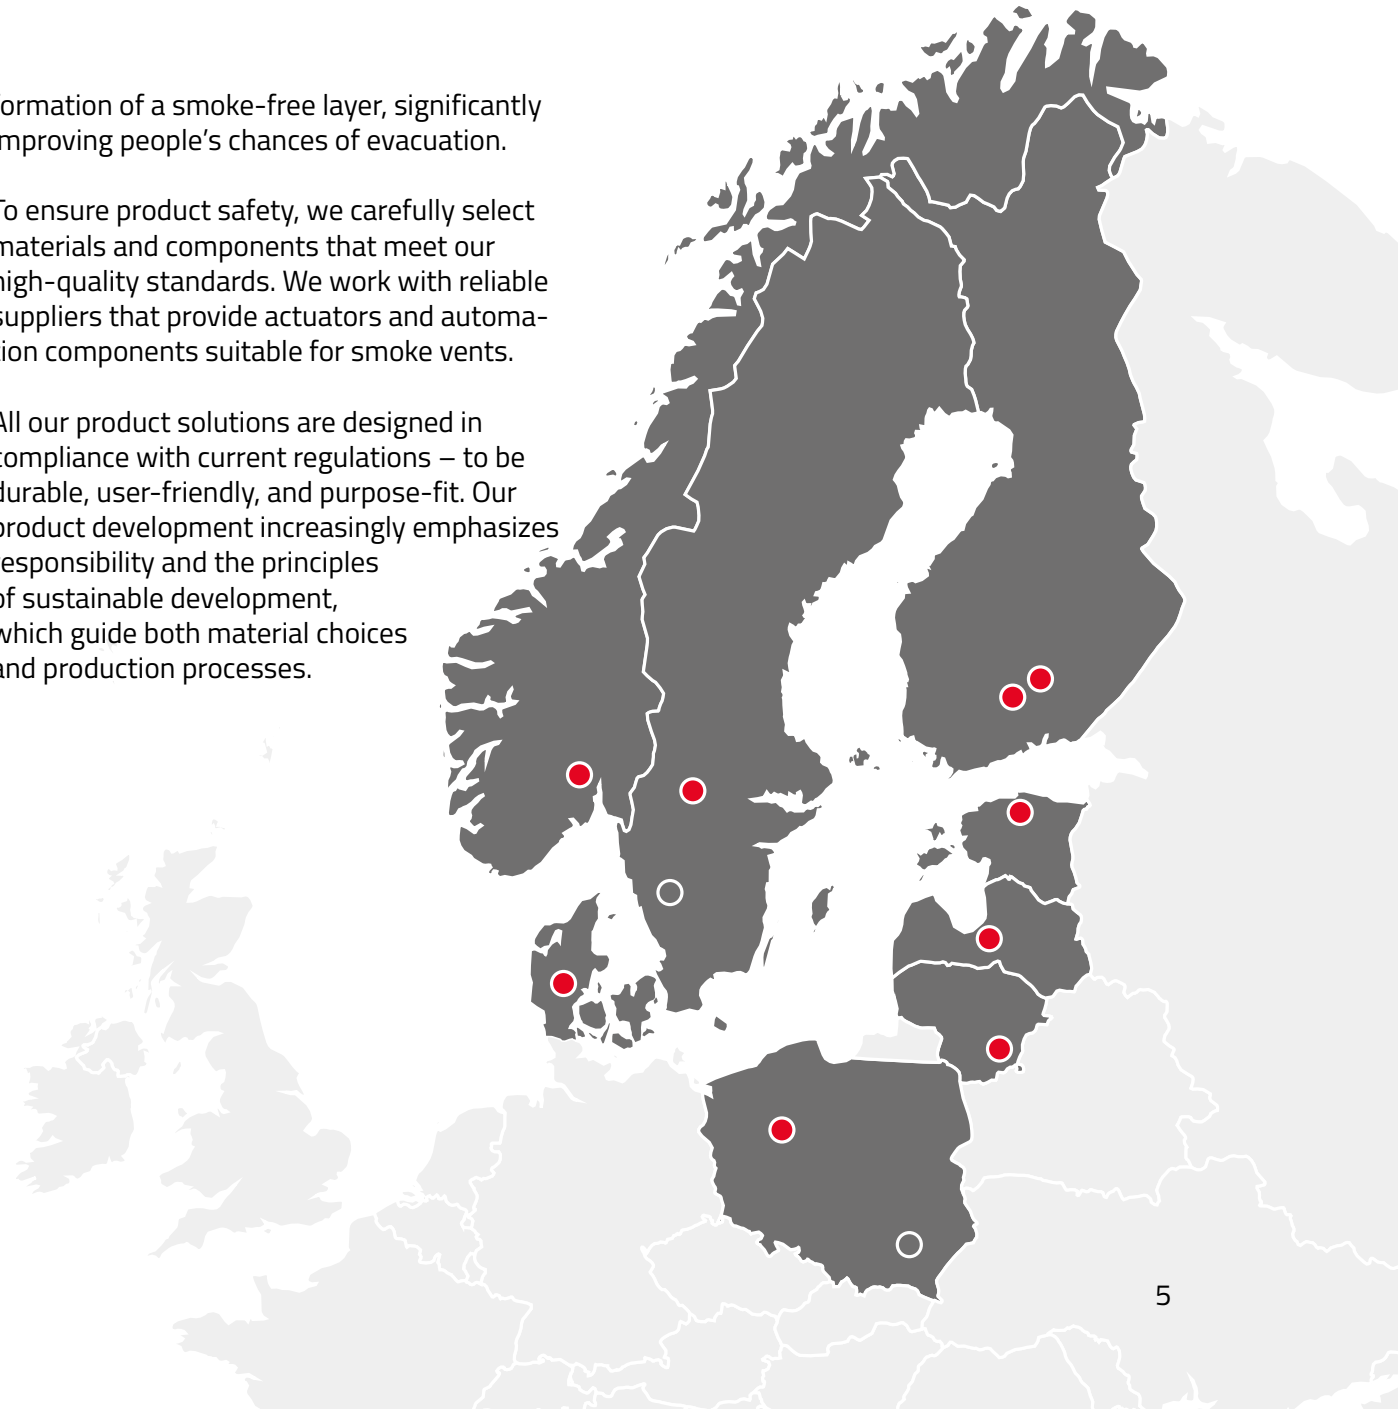 formation of a smoke-free layer, significantly
improving people's chances of evacuation.
To ensure product safety, we carefully select
materials and components that meet our
high-quality standards. We work with reliable
suppliers that provide actuators and automa-
tion components suitable for smoke vents.
All our product solutions are designed in
compliance with current regulations – to be
durable, user-friendly, and purpose-fit. Our
product development increasingly emphasizes
responsibility and the principles
of sustainable development,
which guide both material choices
and production processes.
5